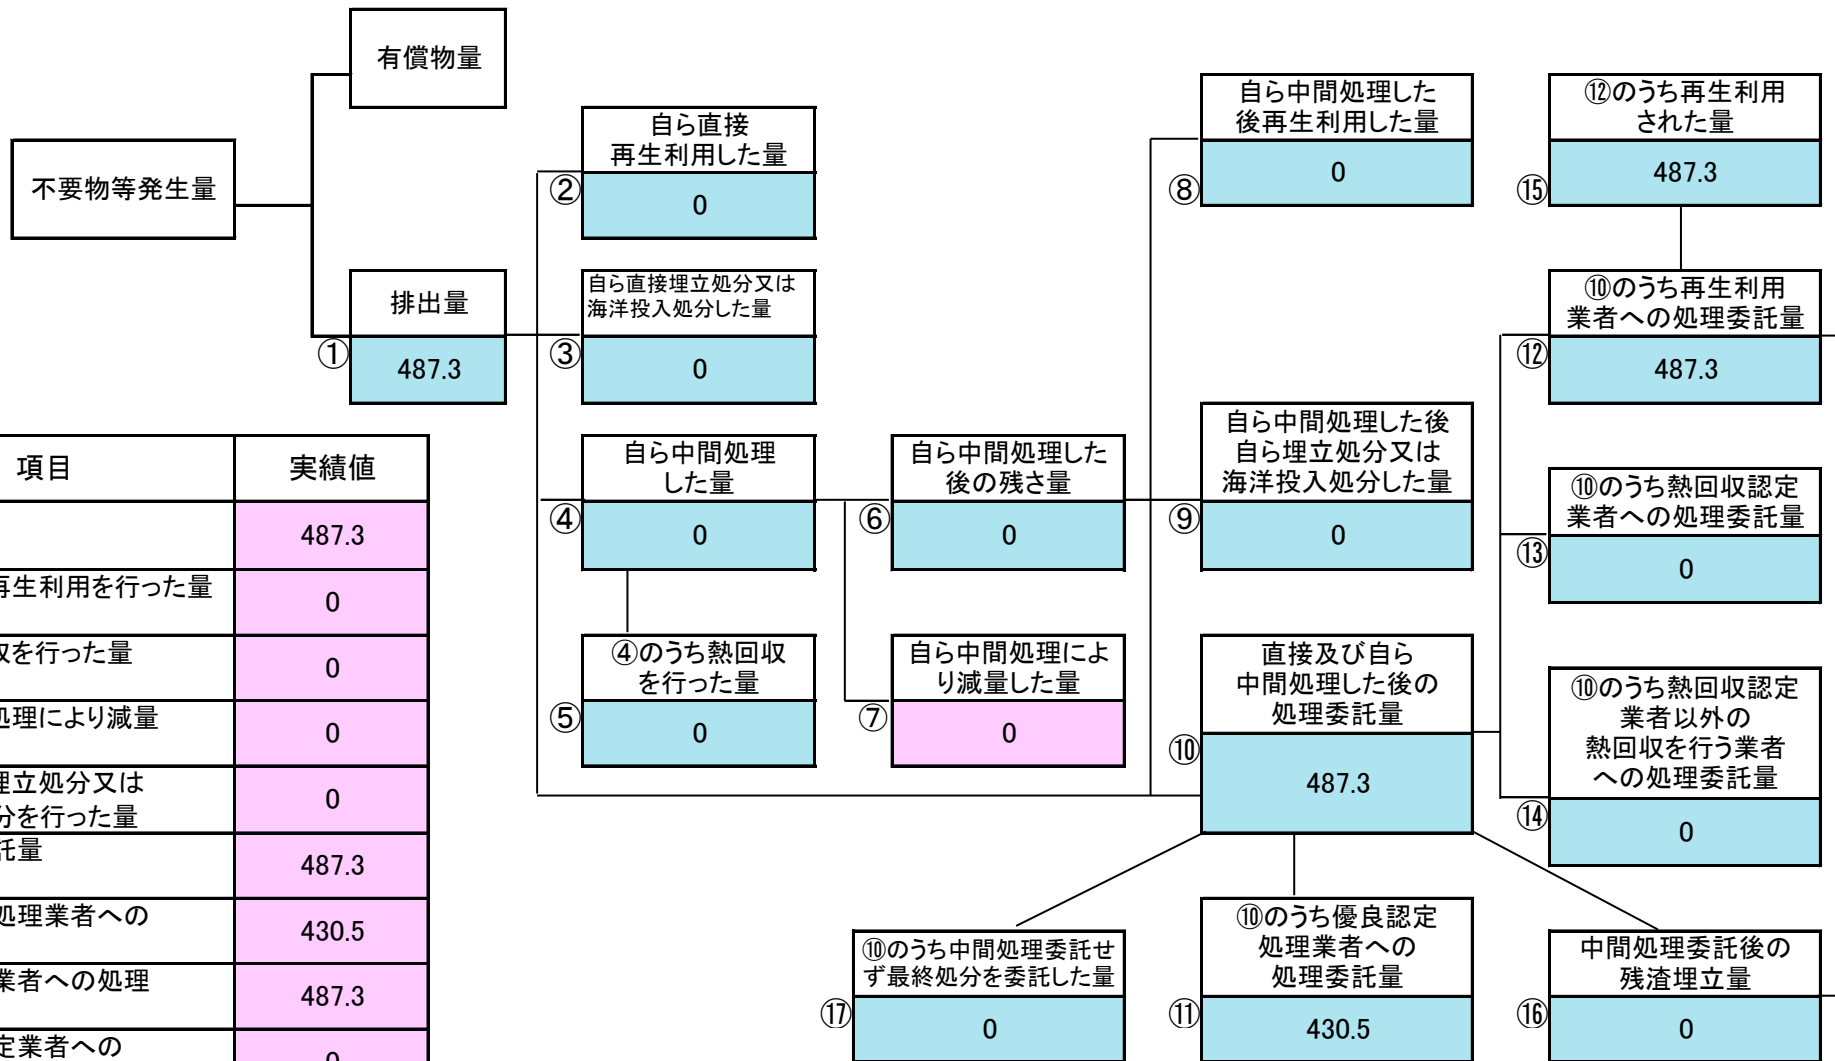 有償物量
不要物等発生量
排出量
①
487.3
自ら直接
再生利用した量
②
0
自ら直接埋立処分又は
海洋投入処分した量
③
0
自ら中間処理
した量
④
0
④のうち熱回収
を行った量
⑤
0
自ら中間処理した
後の残さ量
⑥
0
自ら中間処理によ
り減量した量
⑦
0
自ら中間処理した
後再生利用した量
⑧
0
自ら中間処理した後
自ら埋立処分又は
海洋投入処分した量
⑨
0
直接及び自ら
中間処理した後の
処理委託量
⑩
487.3
⑩のうち優良認定
処理業者への
処理委託量
⑪
430.5
⑩のうち中間処理委託せ
ず最終処分を委託した量
⑰
0
⑫のうち再生利用
された量
⑮
487.3
⑩のうち再生利用
業者への処理委託量
⑫
487.3
⑩のうち熱回収認定
業者への処理委託量
⑬
0
⑩のうち熱回収認定
業者以外の
熱回収を行う業者
への処理委託量
⑭
0
中間処理委託後の
残渣埋立量
⑯
0
項目 実績値
487.3
再生利用を行った量 0
収を行った量 0
処理により減量 0
埋立処分又は
分を行った量 0
託量 487.3
処理業者への 430.5
業者への処理 487.3
定業者への 0